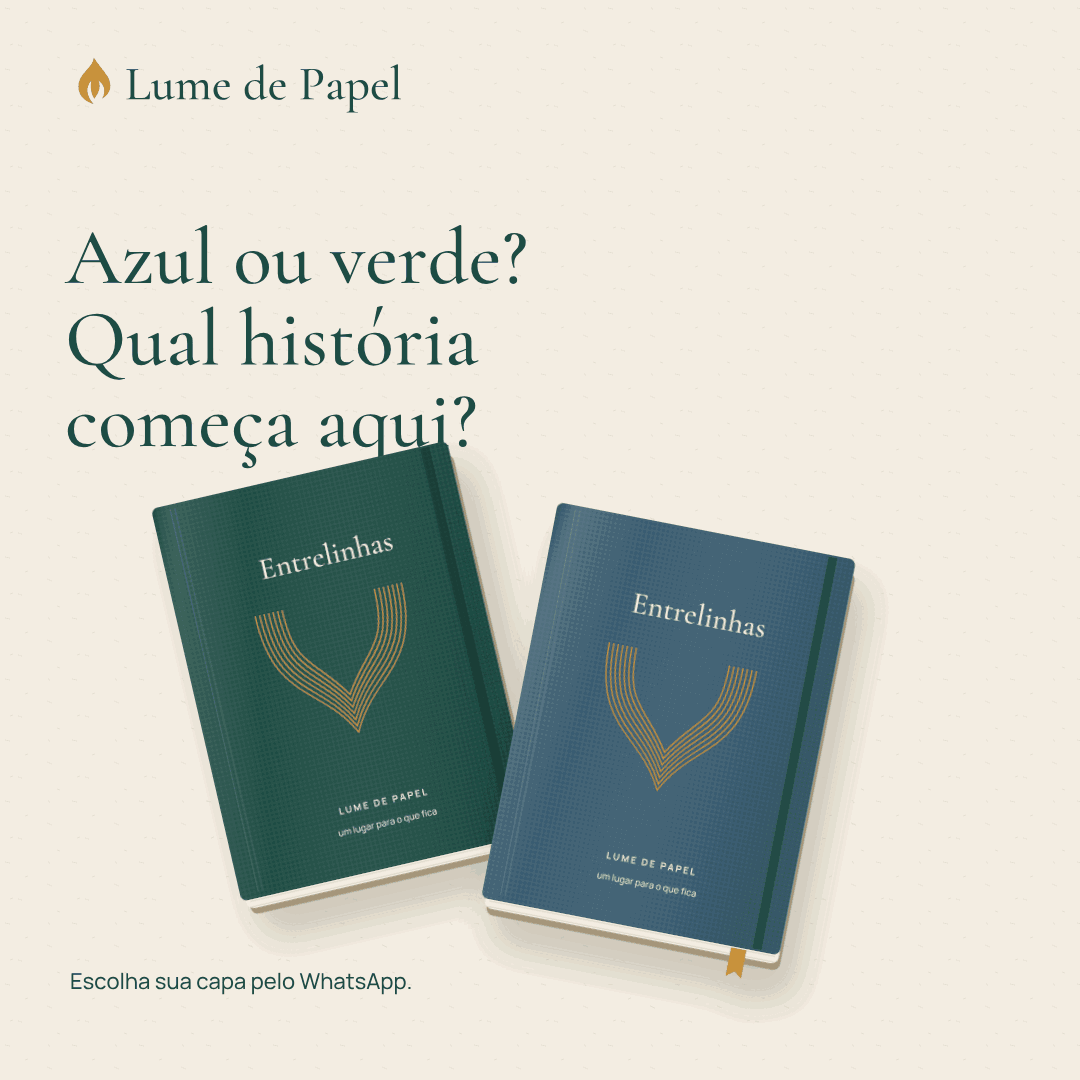 Lume de Papel
Azul ou verde?
Qual história
começa aqui?
Entrelinhas
LUME DE PAPEL
um lugar para o que fica
Entrelinhas
LUME DE PAPEL
um lugar para o que fica
Escolha sua capa pelo WhatsApp.